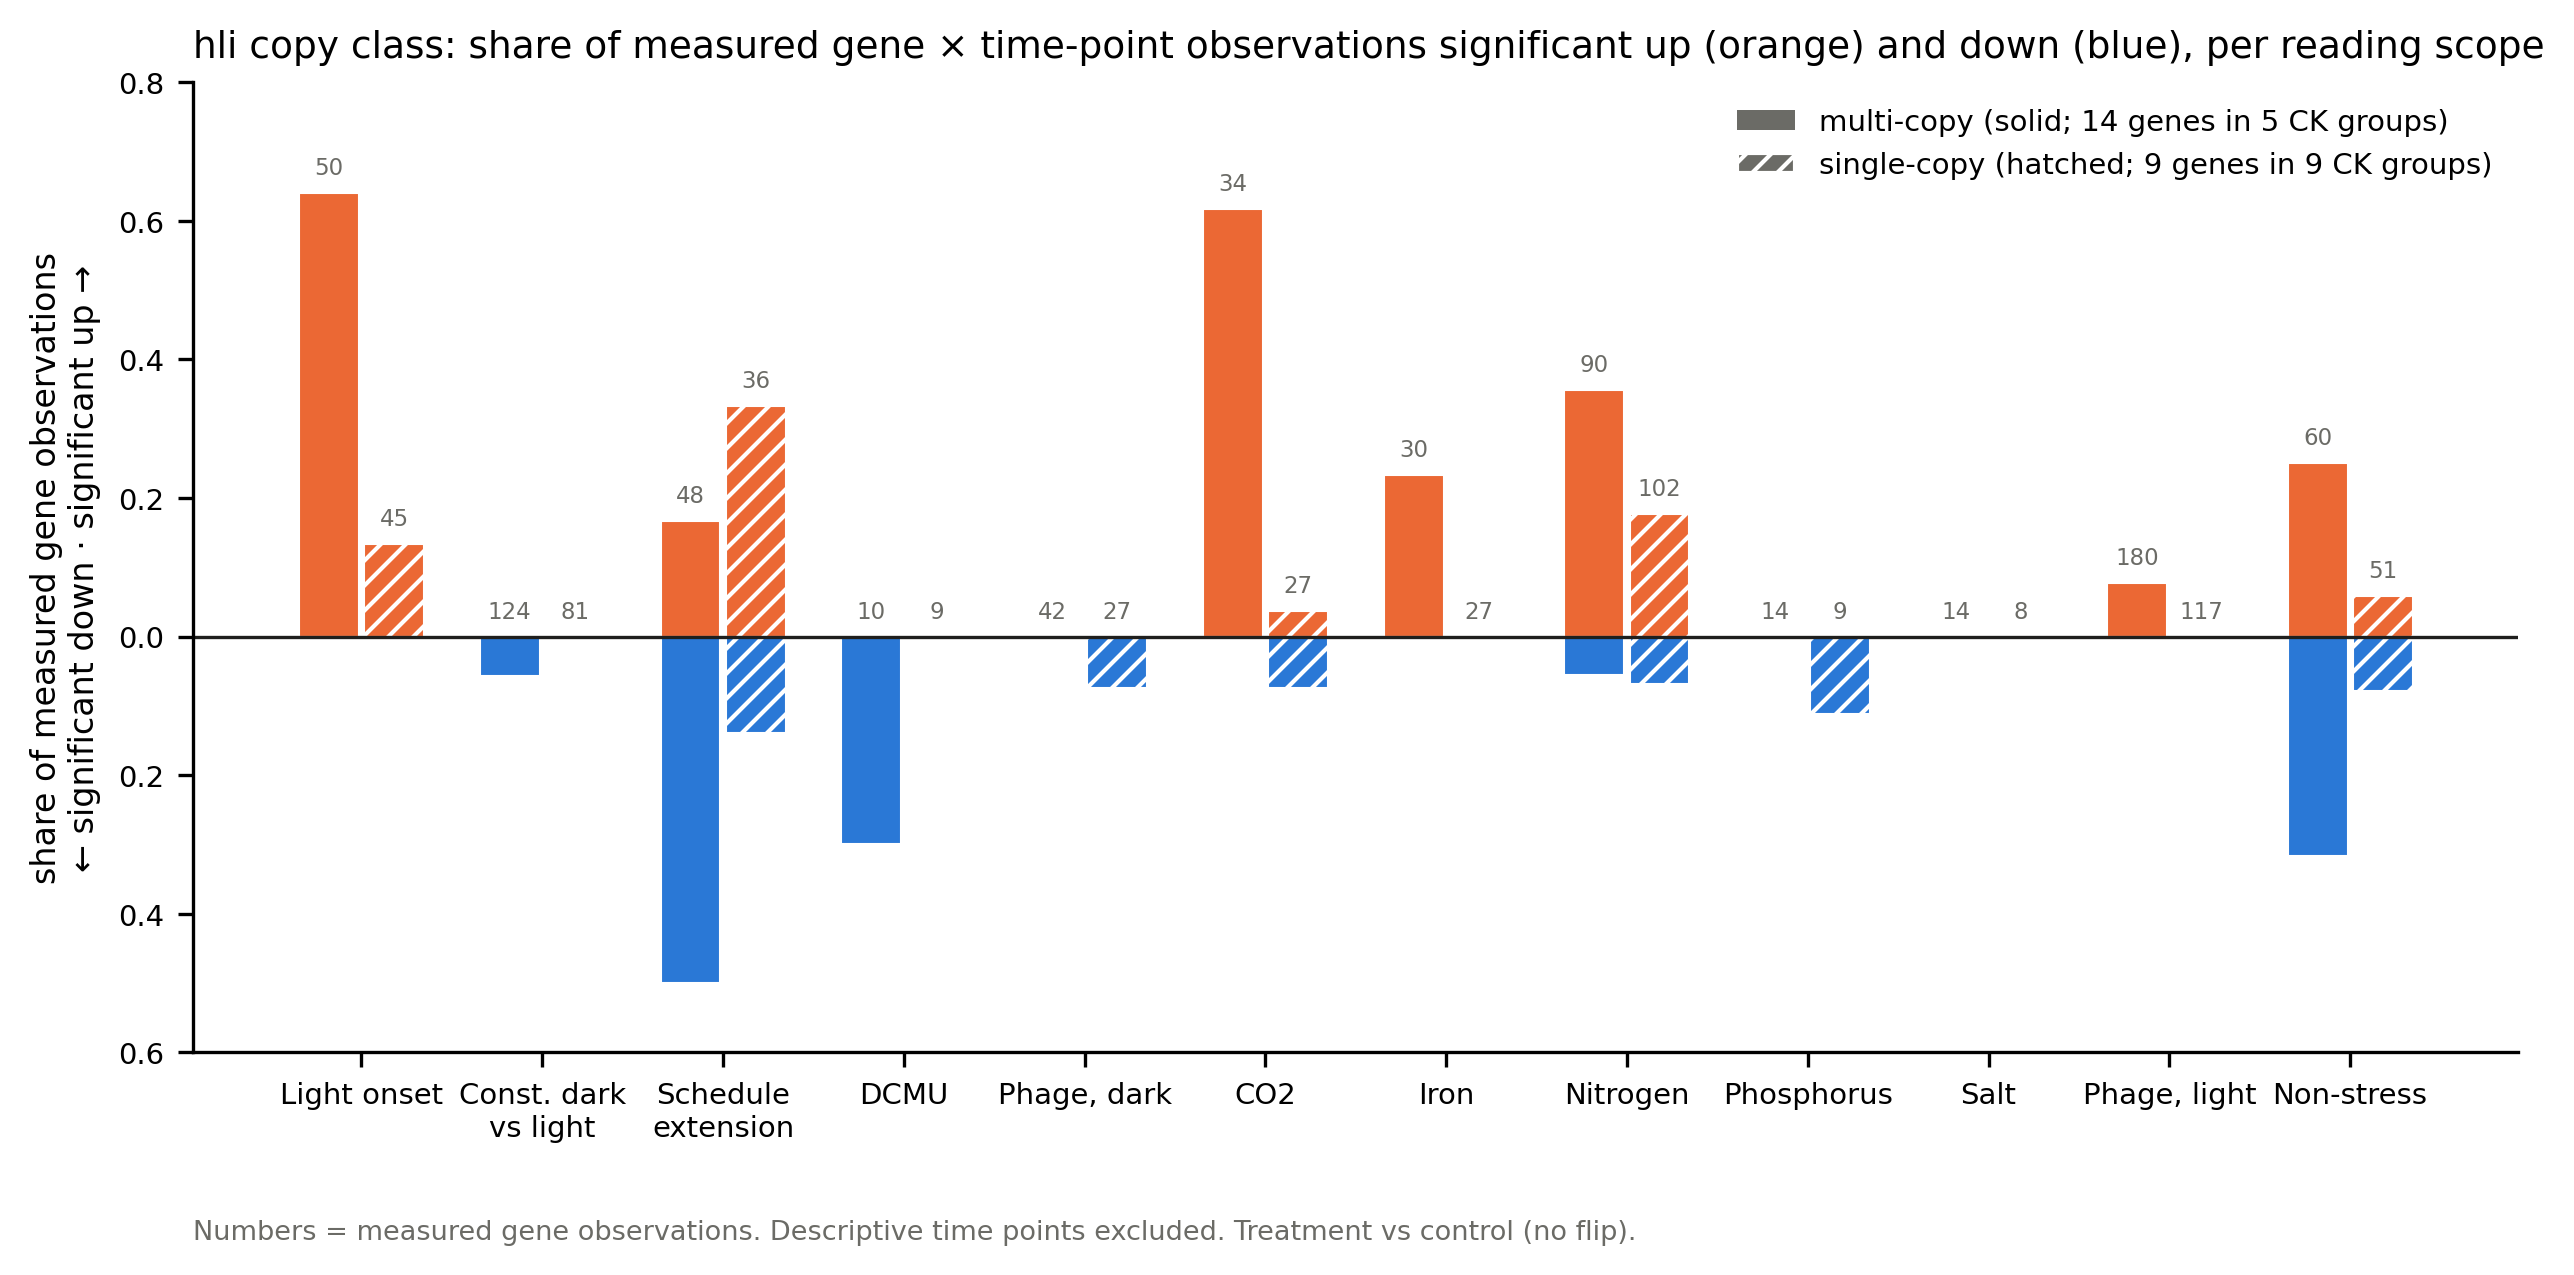 hli copy class: share of measured gene × time-point observations significant up (orange) and down (blue), per reading scope
share of measured gene observations
← significant down · significant up →
0.8
0.6
0.4
0.2
0.0
0.2
0.4
0.6
multi-copy (solid; 14 genes in 5 CK groups)
single-copy (hatched; 9 genes in 9 CK groups)
50
45
124
81
48
36
10
9
42
27
34
27
30
27
90
102
14
9
14
8
180
117
60
51
Light onset
Const. dark
vs light
Schedule
extension
DCMU
Phage, dark
CO2
Iron
Nitrogen
Phosphorus
Salt
Phage, light
Non-stress
Numbers = measured gene observations. Descriptive time points excluded. Treatment vs control (no flip).